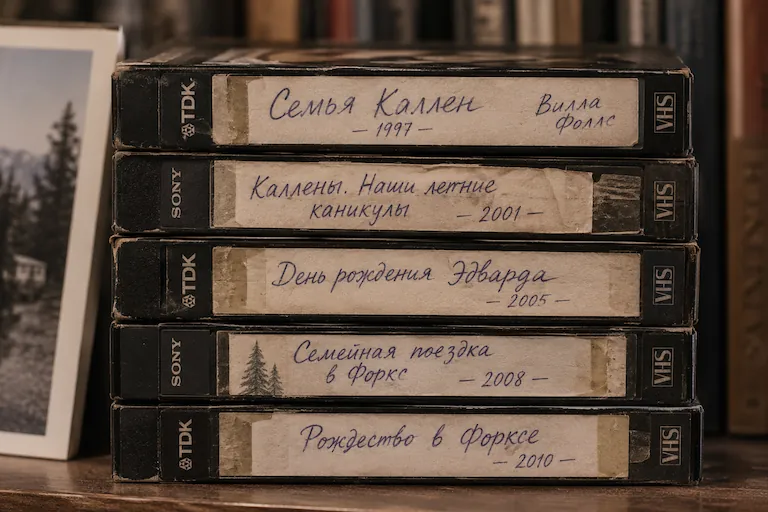 TDK
Семья Каллен
— 1997 —
Вилла
Фоллс
VHS
SONY
Каллены. Наши летние
каникулы — 2001 —
VHS
TDK
День рождения Эдварда
— 2005 —
VHS
SONY
Семейная поездка
в Форкс — 2008 —
VHS
TDK
Рождество в Форксе
— 2010 —
VHS